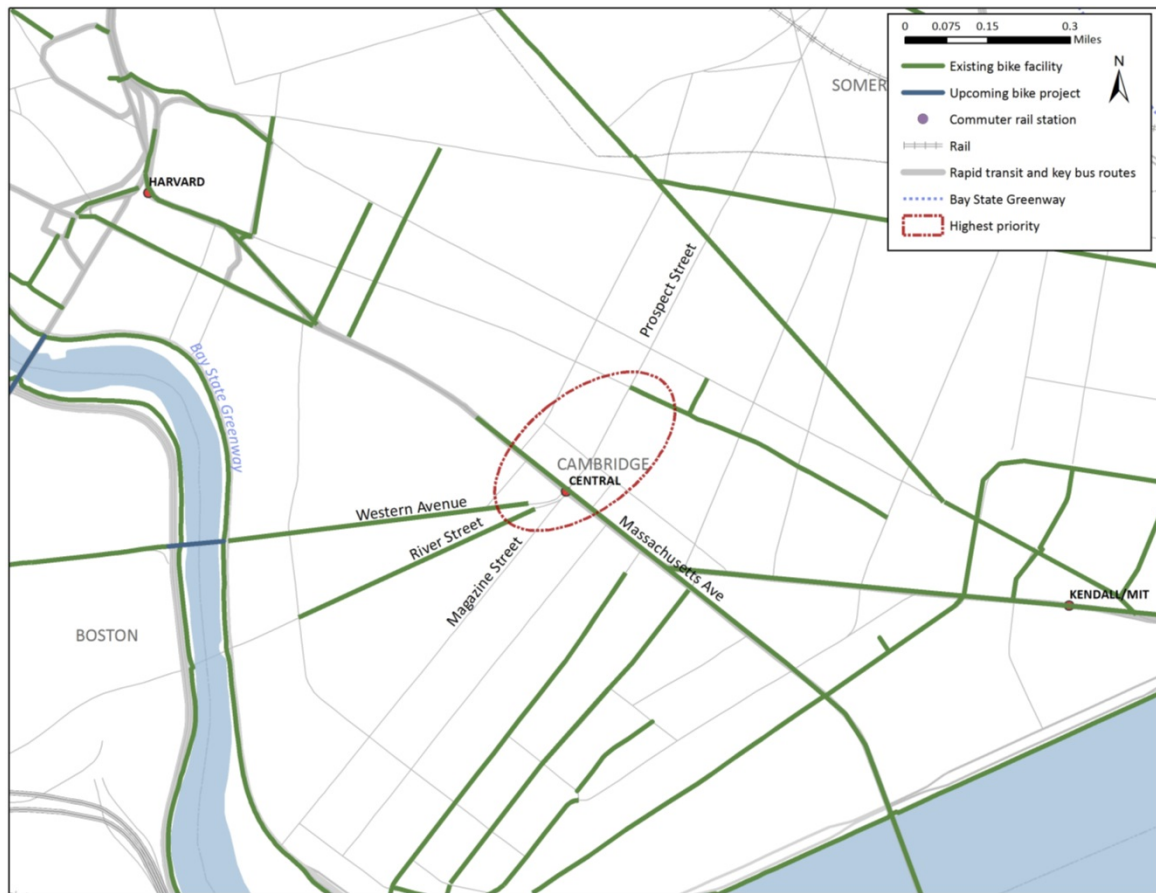 0 0.075 0.15 0.3
Miles
Existing bike facility
N
Upcoming bike project
Commuter rail station
Rail
Rapid transit and key bus routes
Bay State Greenway
Highest priority
SOMER
HARVARD
Prospect Street
Bay State Greenway
CAMBRIDGE
CENTRAL
Western Avenue
River Street
Magazine Street
Massachusetts Ave
KENDALL/MIT
BOSTON